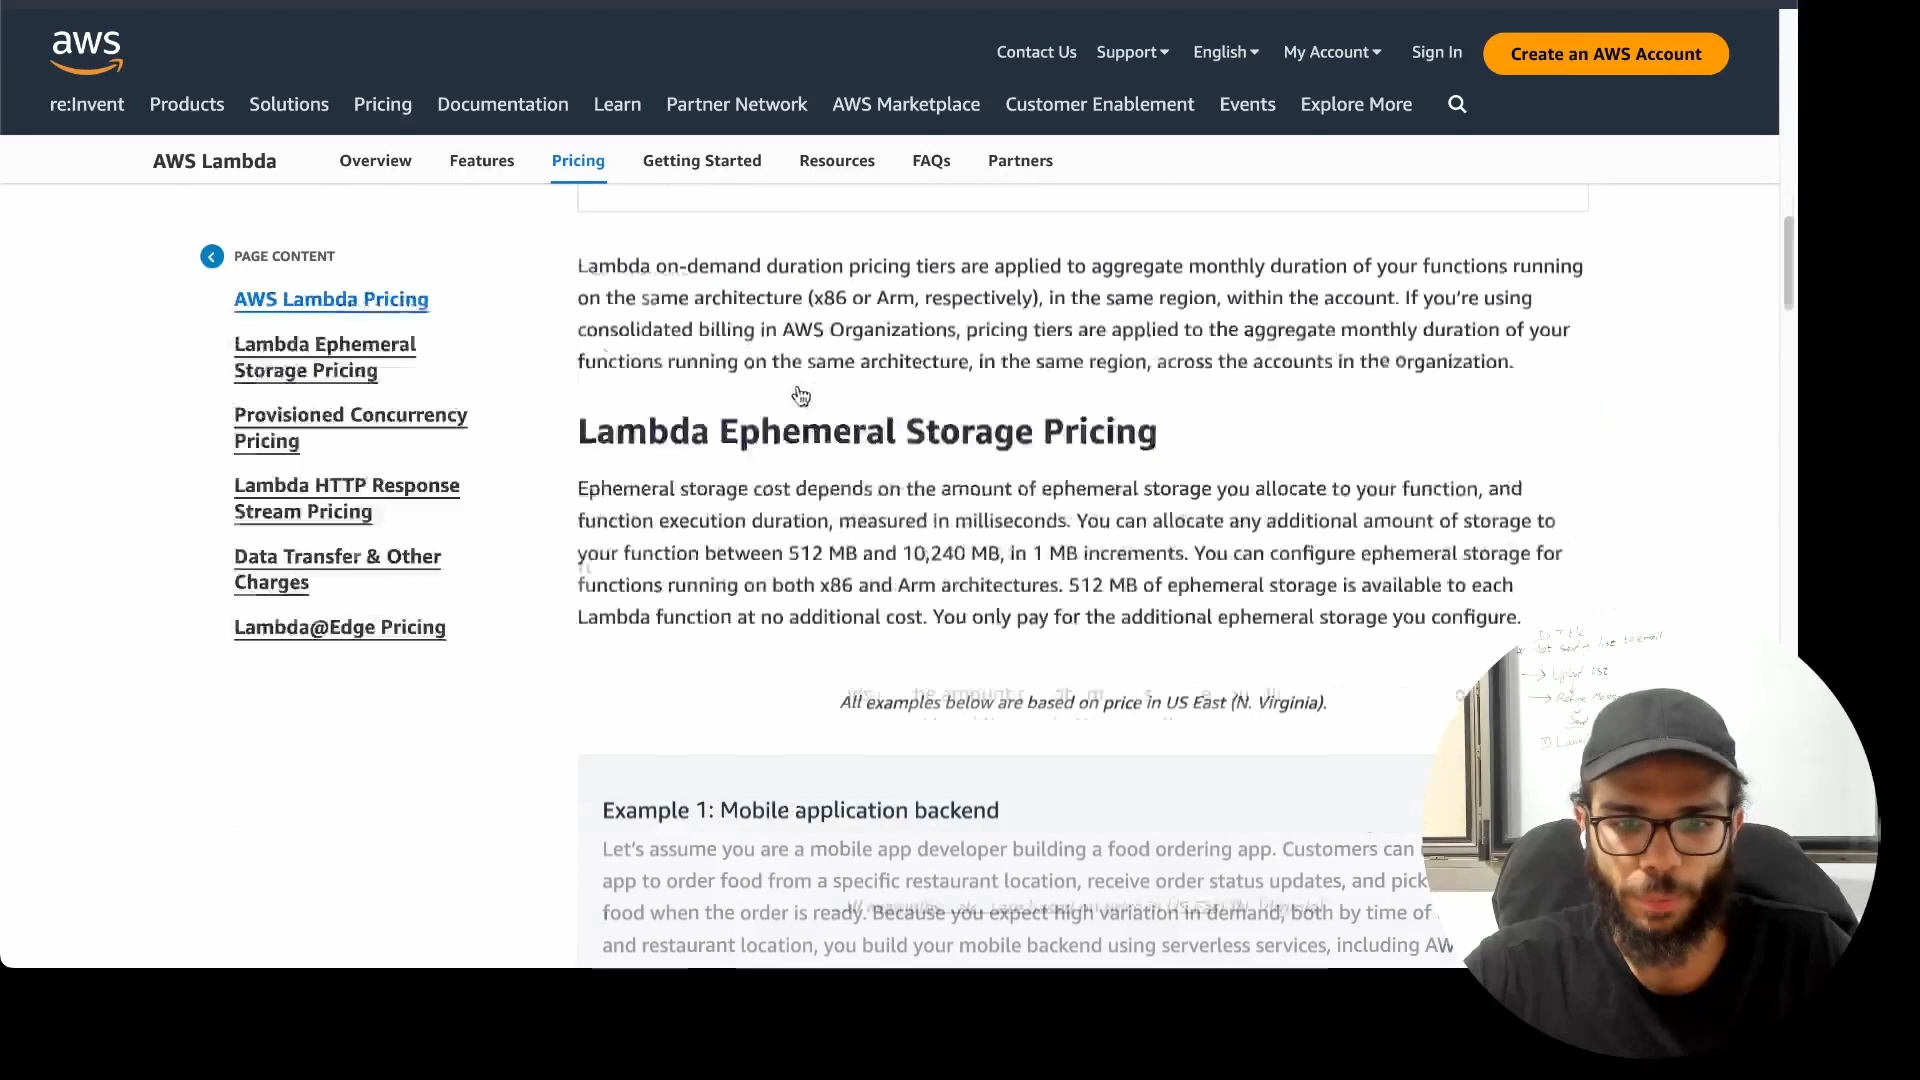 aws
Contact Us Support English My Account Sign In Create an AWS Account
re:Invent Products Solutions Pricing Documentation Learn Partner Network AWS Marketplace Customer Enablement Events Explore More
AWS Lambda Overview Features Pricing Getting Started Resources FAQs Partners
PAGE CONTENT
AWS Lambda Pricing
Lambda Ephemeral
Storage Pricing
Provisioned Concurrency
Pricing
Lambda HTTP Response
Stream Pricing
Data Transfer & Other
Charges
Lambda@Edge Pricing
Lambda on-demand duration pricing tiers are applied to aggregate monthly duration of your functions running
on the same architecture (x86 or Arm, respectively), in the same region, within the account. If you're using
consolidated billing in AWS Organizations, pricing tiers are applied to the aggregate monthly duration of your
functions running on the same architecture, in the same region, across the accounts in the organization.
Lambda Ephemeral Storage Pricing
Ephemeral storage cost depends on the amount of ephemeral storage you allocate to your function, and
function execution duration, measured in milliseconds. You can allocate any additional amount of storage to
your function between 512 MB and 10,240 MB, in 1 MB increments. You can configure ephemeral storage for
functions running on both x86 and Arm architectures. 512 MB of ephemeral storage is available to each
Lambda function at no additional cost. You only pay for the additional ephemeral storage you configure.
All examples below are based on price in US East (N. Virginia).
Example 1: Mobile application backend
Let's assume you are a mobile app developer building a food ordering app. Customers can
app to order food from a specific restaurant location, receive order status updates, and pick
food when the order is ready. Because you expect high variation in demand, both by time of
and restaurant location, you build your mobile backend using serverless services, including AW
list to email
list